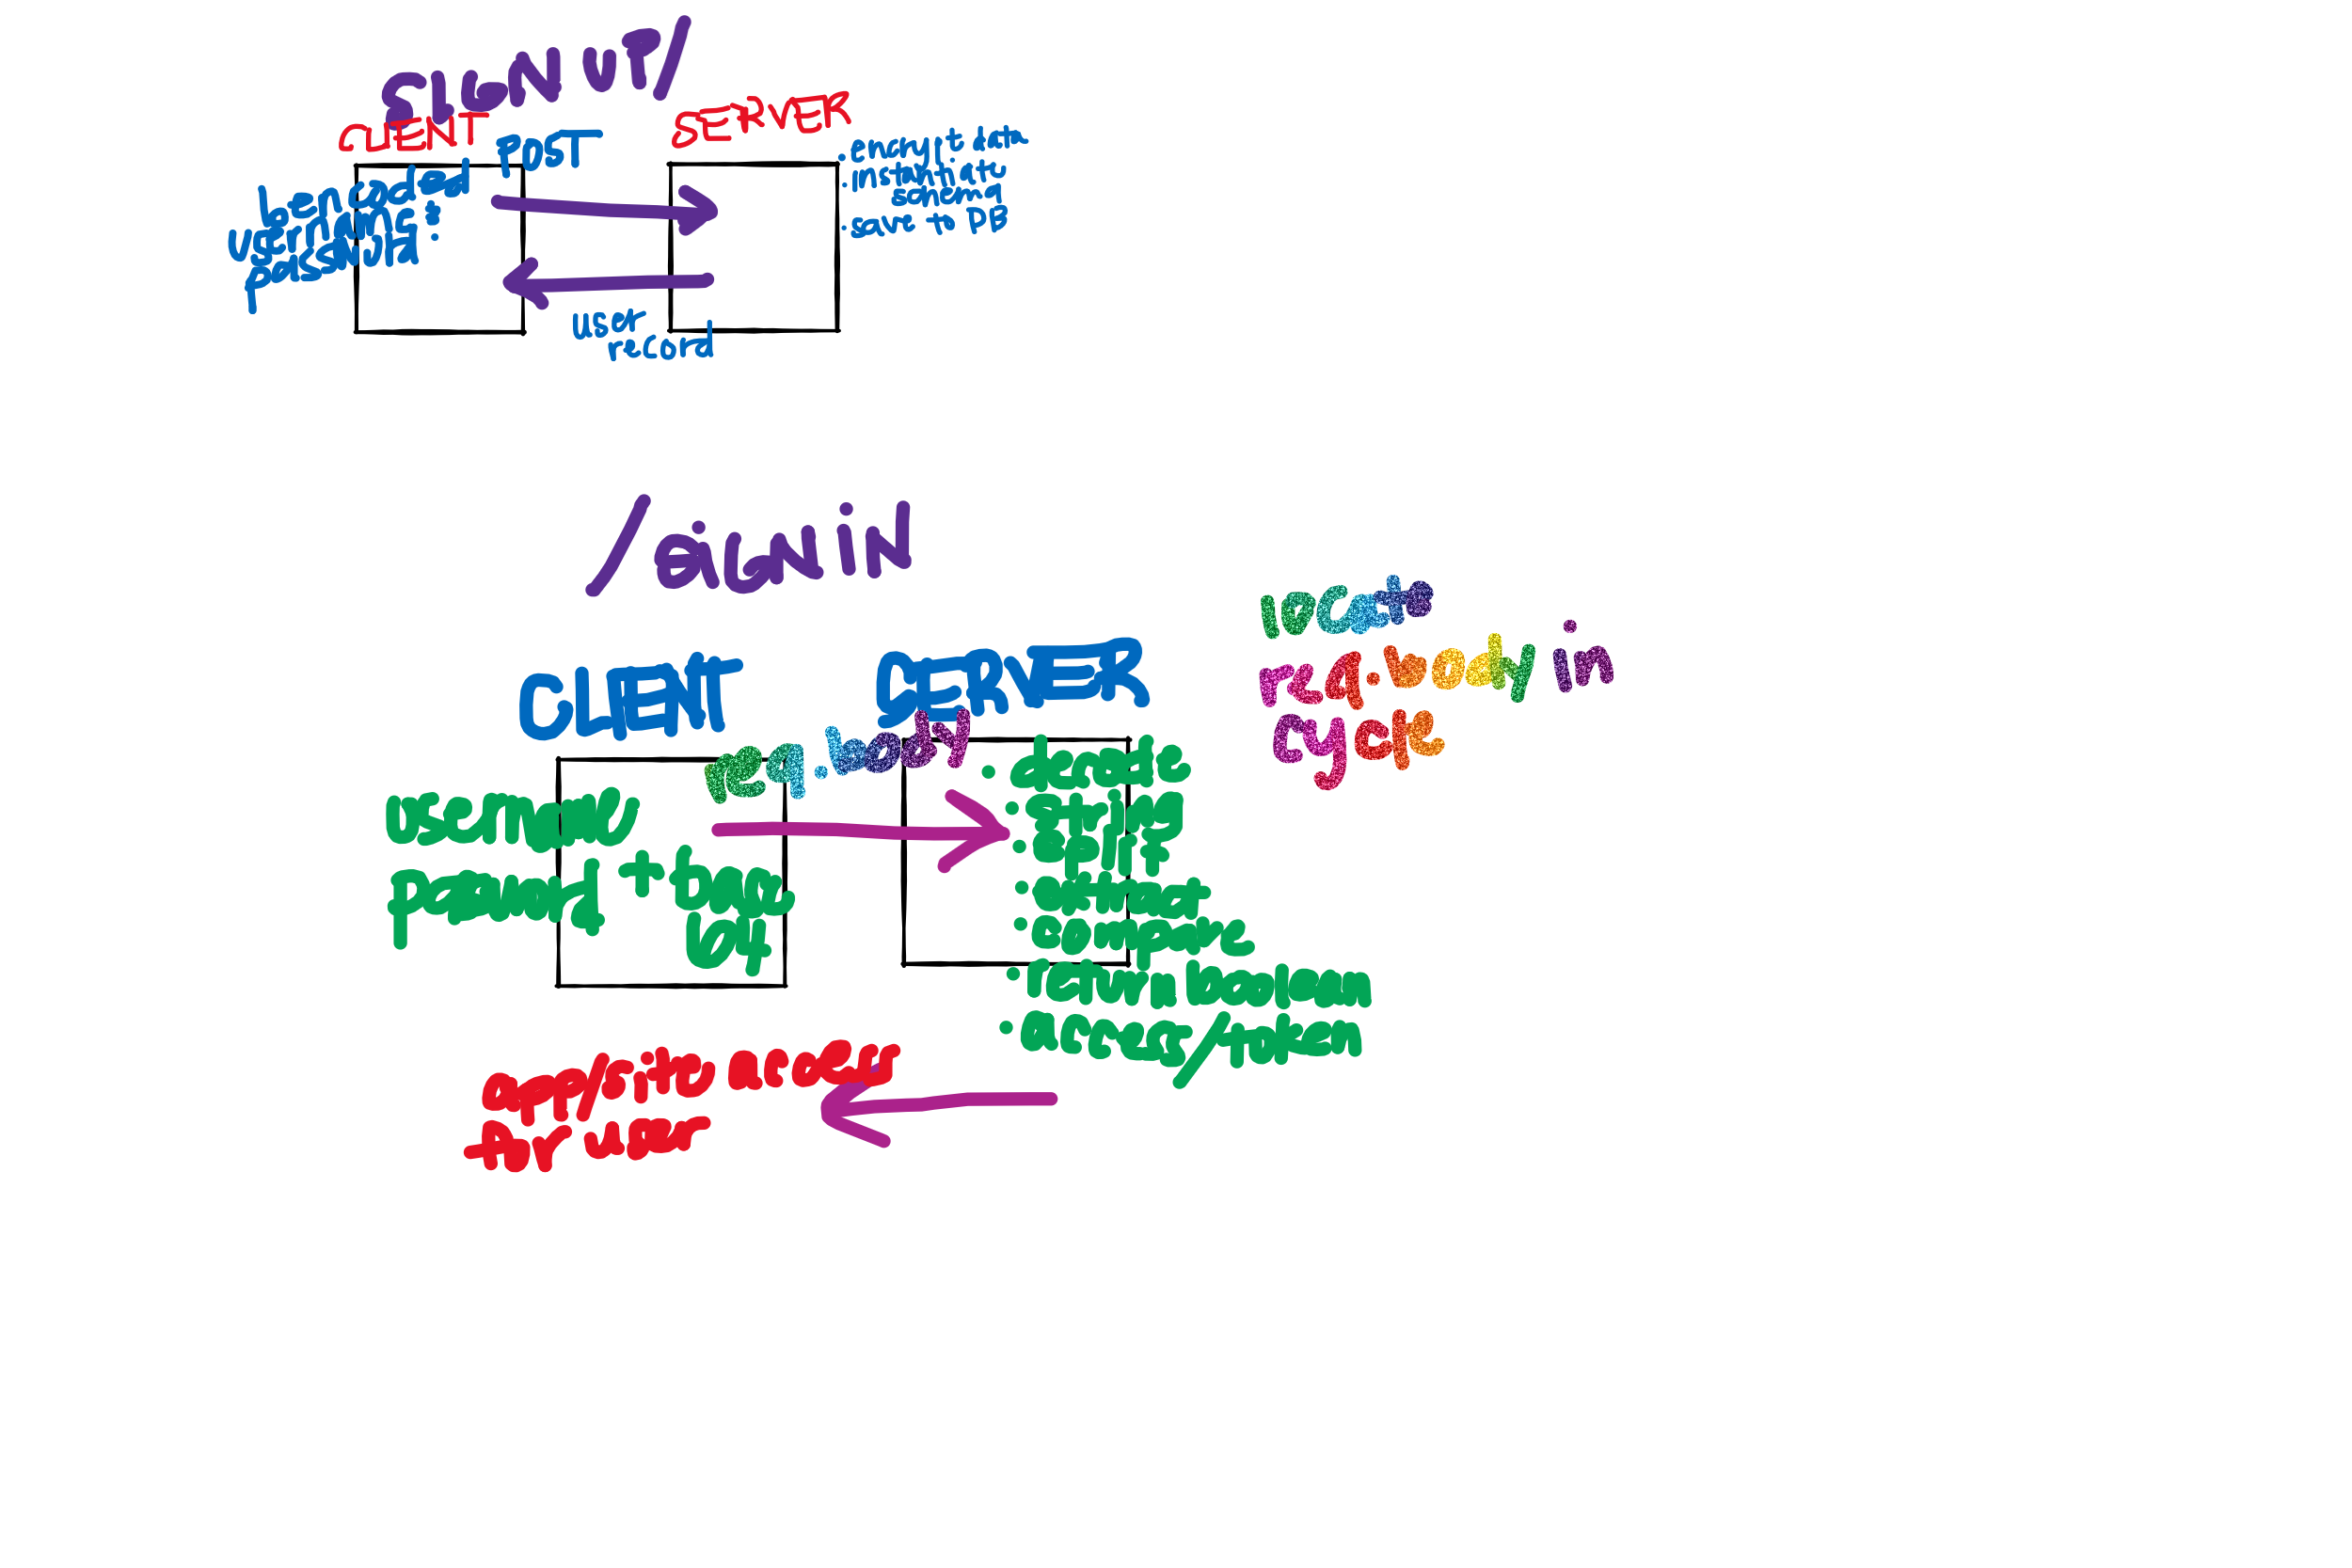 SIGN UP/
CLIENT
POST
SERVER
username:
password:
• encrypt data
• instantiate
schema
• save to DB
user
record
/SiGN iN
CLIENT
SERVER
req.body
username
password + base
64
• decode
• string
• split
• extract
• compare
• return boolean
• access/token
app/site access
for user
locate
req.body in
cycle